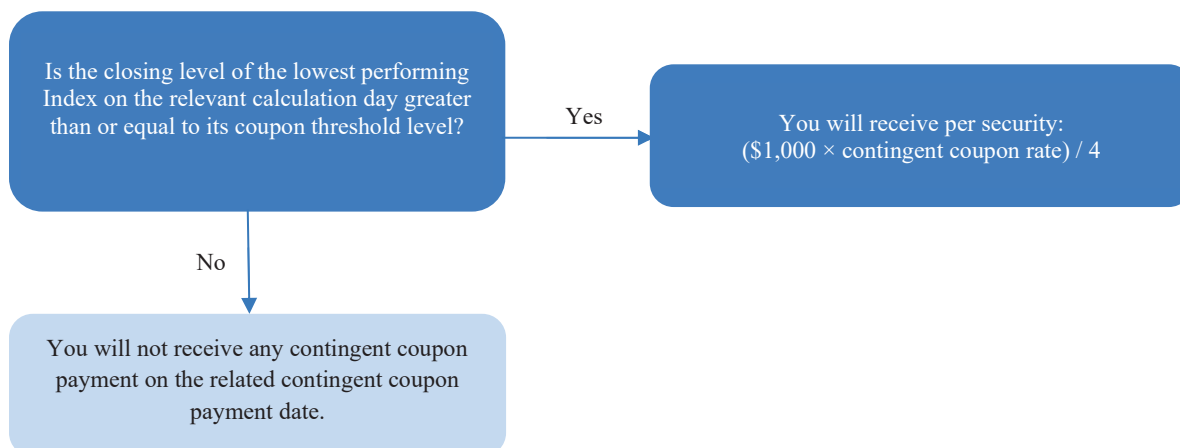 Is the closing level of the lowest performing
Index on the relevant calculation day greater
than or equal to its coupon threshold level?
Yes
You will receive per security:
($1,000 × contingent coupon rate) / 4
No
You will not receive any contingent coupon
payment on the related contingent coupon
payment date.